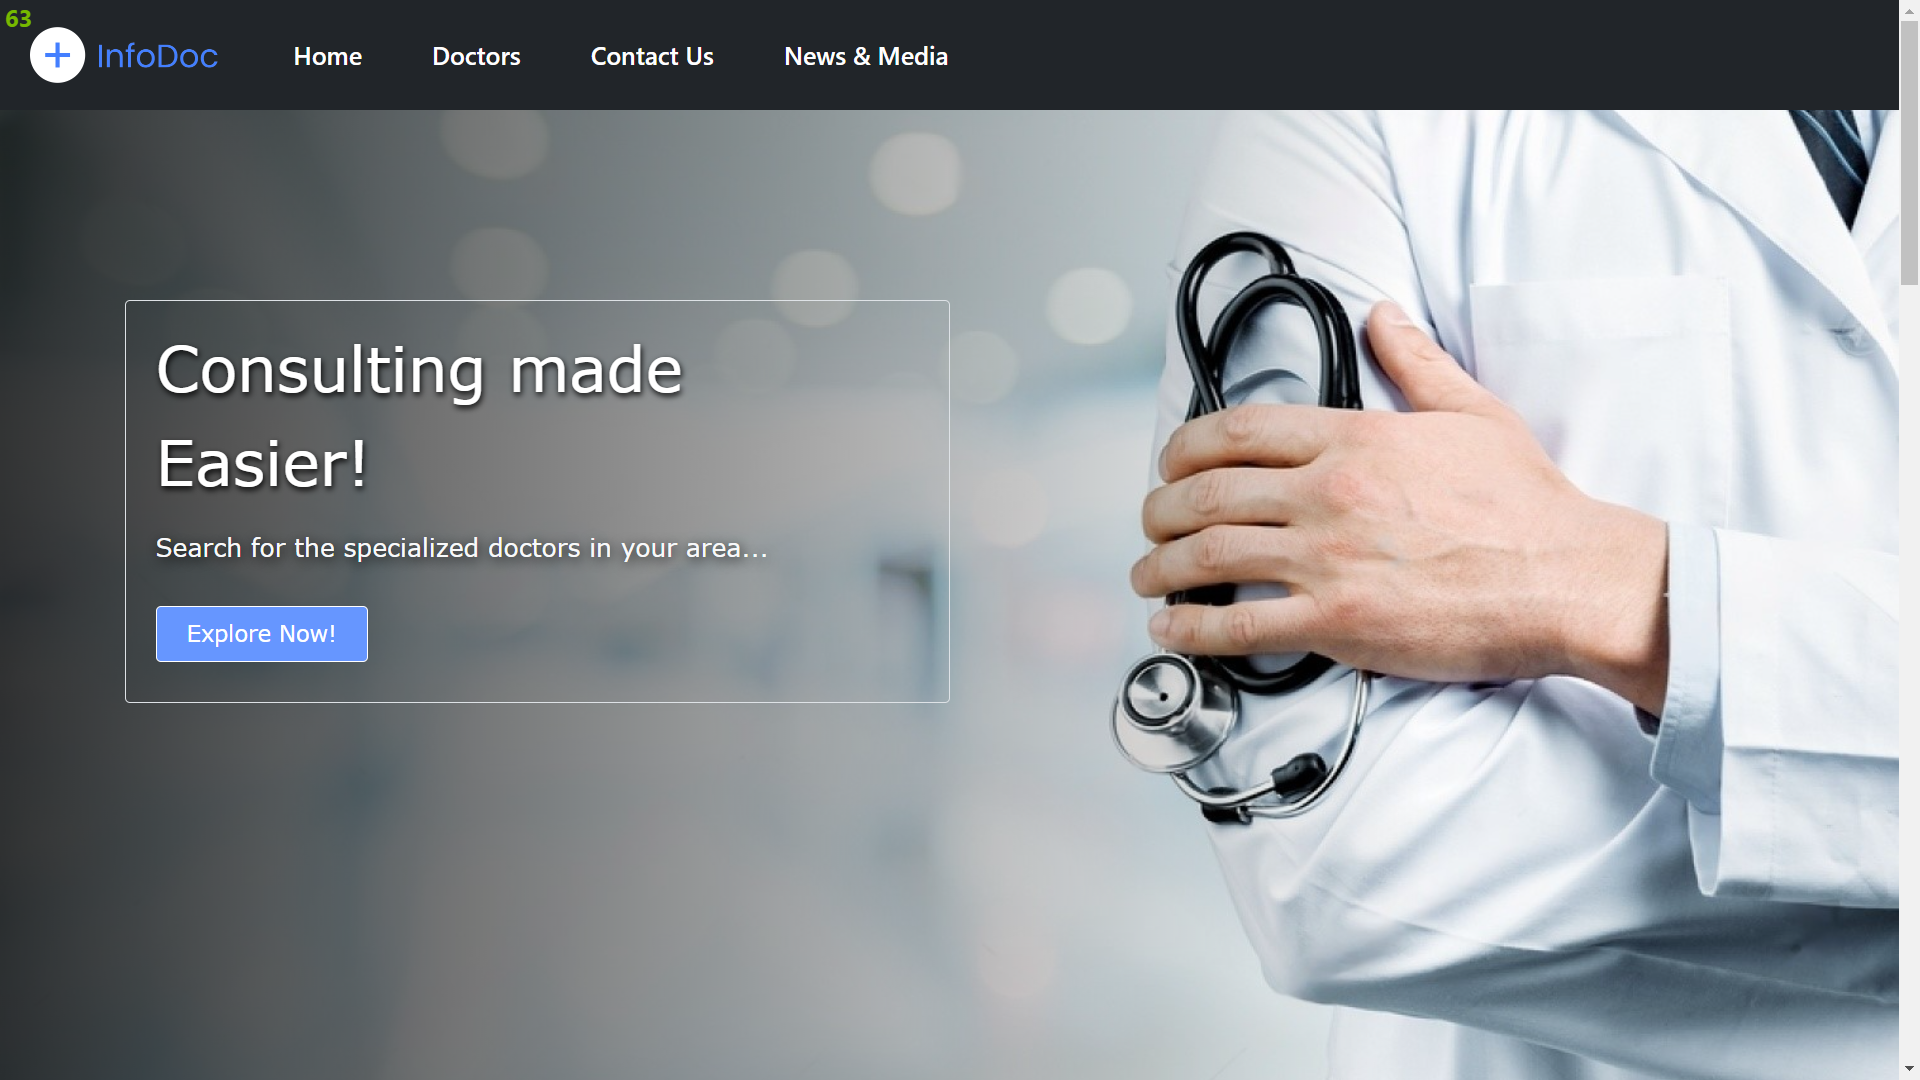 63
InfoDoc
Home
Doctors
Contact Us
News & Media
Consulting made
Easier!
Search for the specialized doctors in your area...
Explore Now!